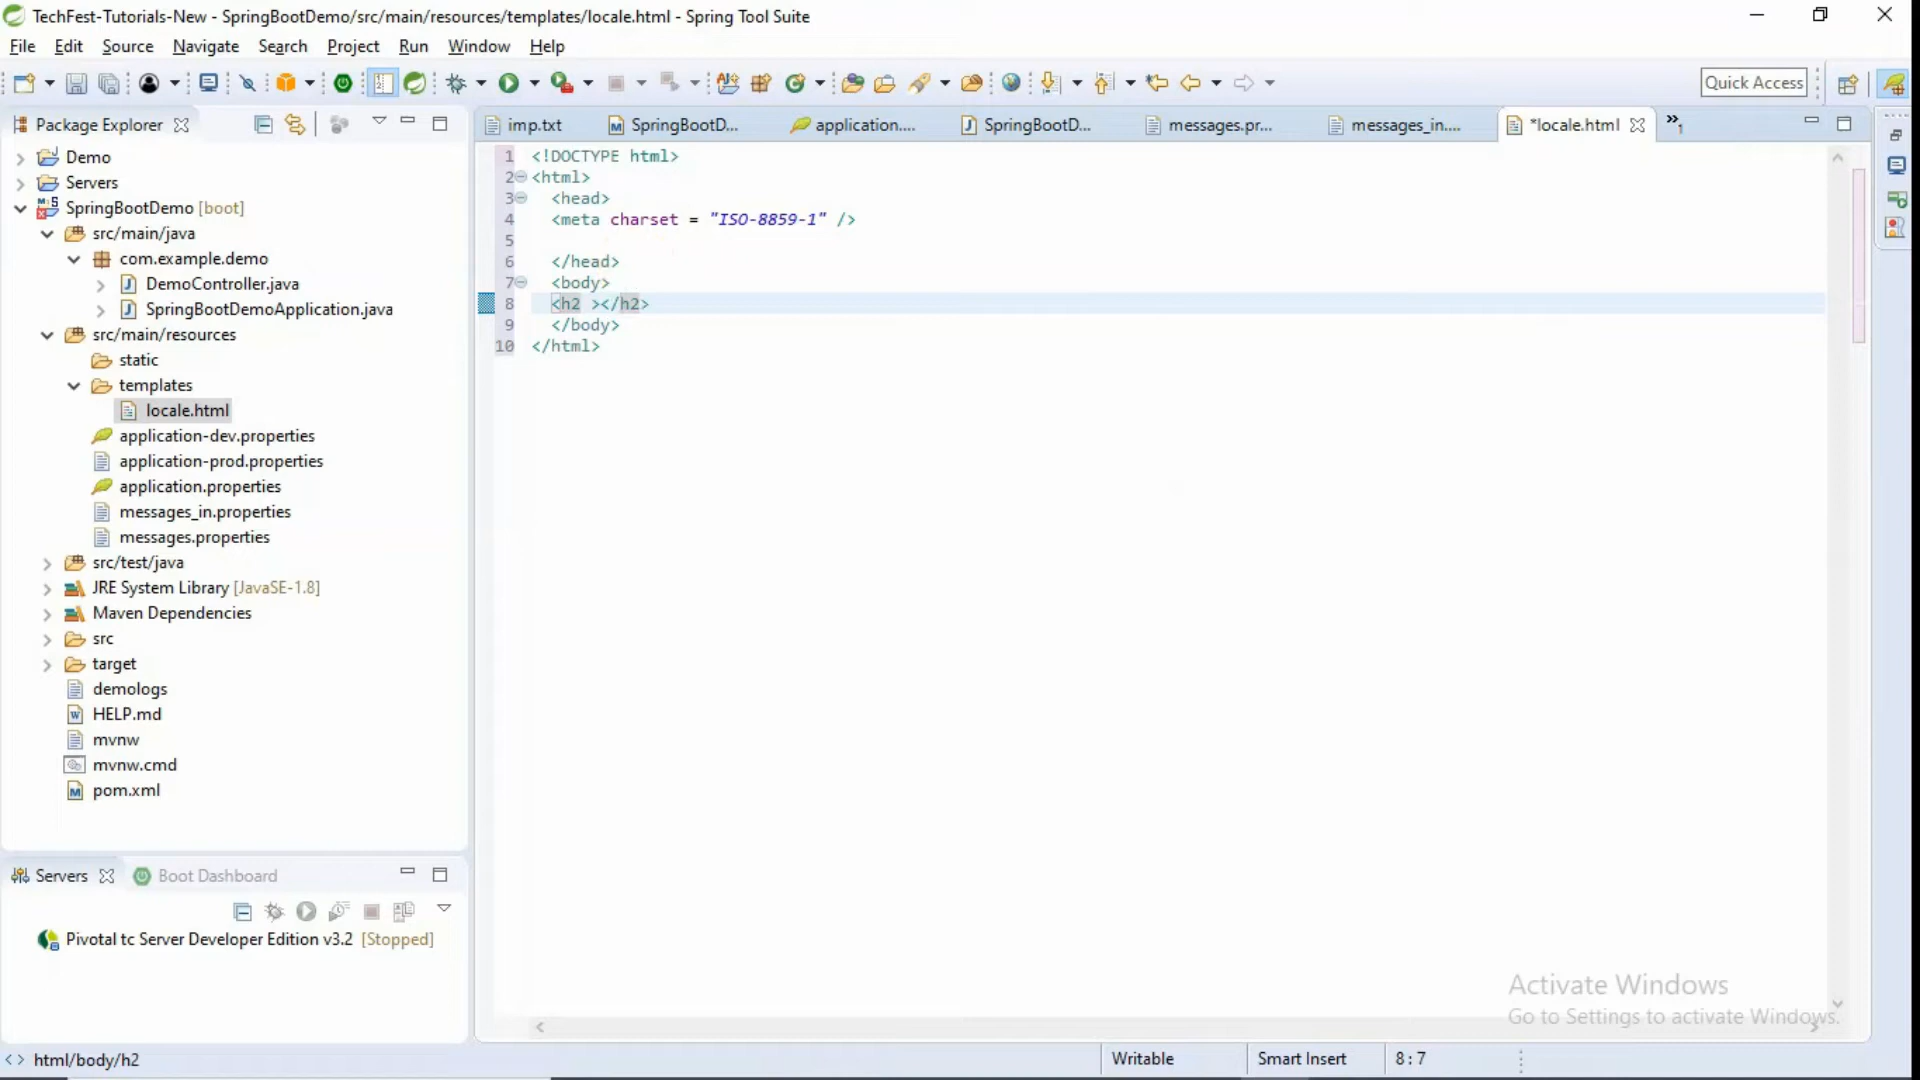 TechFest-Tutorials-New - SpringBootDemo/src/main/resources/templates/locale.html - Spring Tool Suite
File Edit Source Navigate Search Project Run Window Help
Quick Access
Package Explorer
imp.txt SpringBootD... application.... SpringBootD... messages.pr... messages_in.... *locale.html »1
Demo
Servers
SpringBootDemo [boot]
src/main/java
com.example.demo
DemoController.java
SpringBootDemoApplication.java
src/main/resources
static
templates
locale.html
application-dev.properties
application-prod.properties
application.properties
messages_in.properties
messages.properties
src/test/java
JRE System Library [JavaSE-1.8]
Maven Dependencies
src
target
demologs
HELP.md
mvnw
mvnw.cmd
pom.xml
1 <!DOCTYPE html>
2 <html>
3 <head>
4 <meta charset = "ISO-8859-1" />
5
6 </head>
7 <body>
8 <h2 ></h2>
9 </body>
10 </html>
Servers Boot Dashboard
Pivotal tc Server Developer Edition v3.2 [Stopped]
Activate Windows
Go to Settings to activate Windows.
html/body/h2 Writable Smart Insert 8 : 7